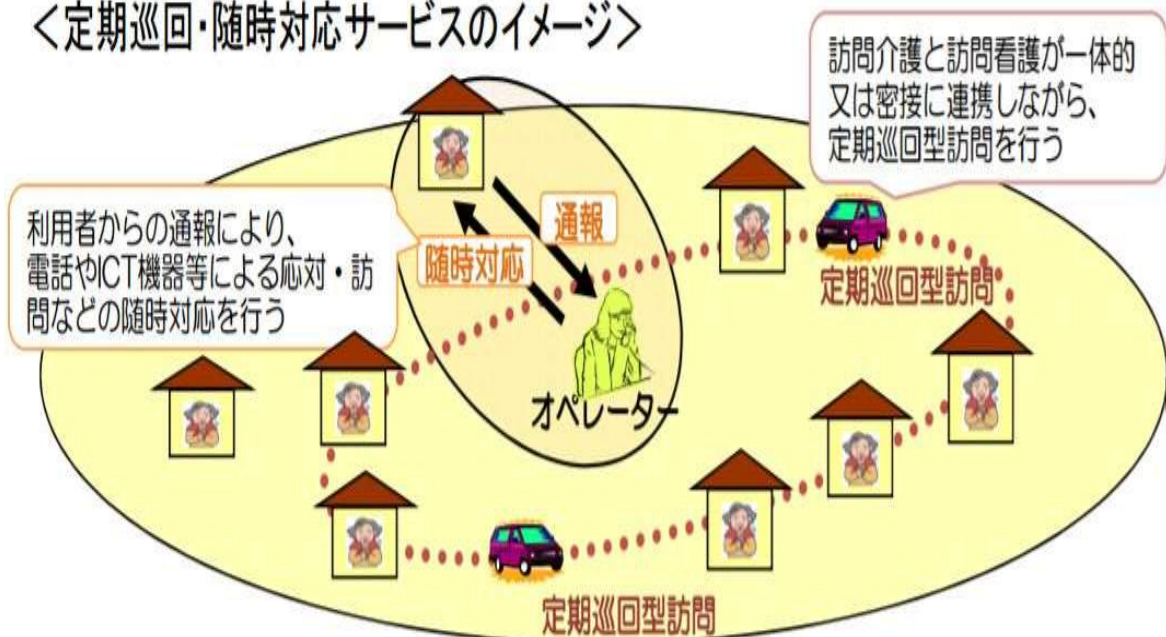 ＜定期巡回・随時対応サービスのイメージ＞
訪問介護と訪問看護が一体的
又は密接に連携しながら、
定期巡回型訪問を行う
利用者からの通報により、
電話やICT機器等による応対・訪
問などの随時対応を行う
通報
随時対応
定期巡回型訪問
オペレーター
定期巡回型訪問